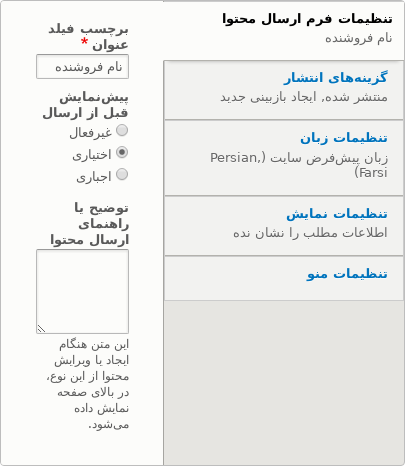 تنظیمات فرم ارسال محتوا
نام فروشنده
گزینه‌های انتشار
منتشر شده, ایجاد بازبینی جدید
تنظیمات زبان
زبان پیش‌فرض سایت (Persian,
Farsi)
تنظیمات نمایش
اطلاعات مطلب را نشان نده
تنظیمات منو
برچسب فیلد
عنوان *
نام فروشنده
پیش‌نمایش
قبل از ارسال
غیرفعال
اختیاری
اجباری
توضیح یا
راهنمای
ارسال محتوا
این متن هنگام
ایجاد یا ویرایش
محتوا از این نوع،
در بالای صفحه
نمایش داده
می‌شود.